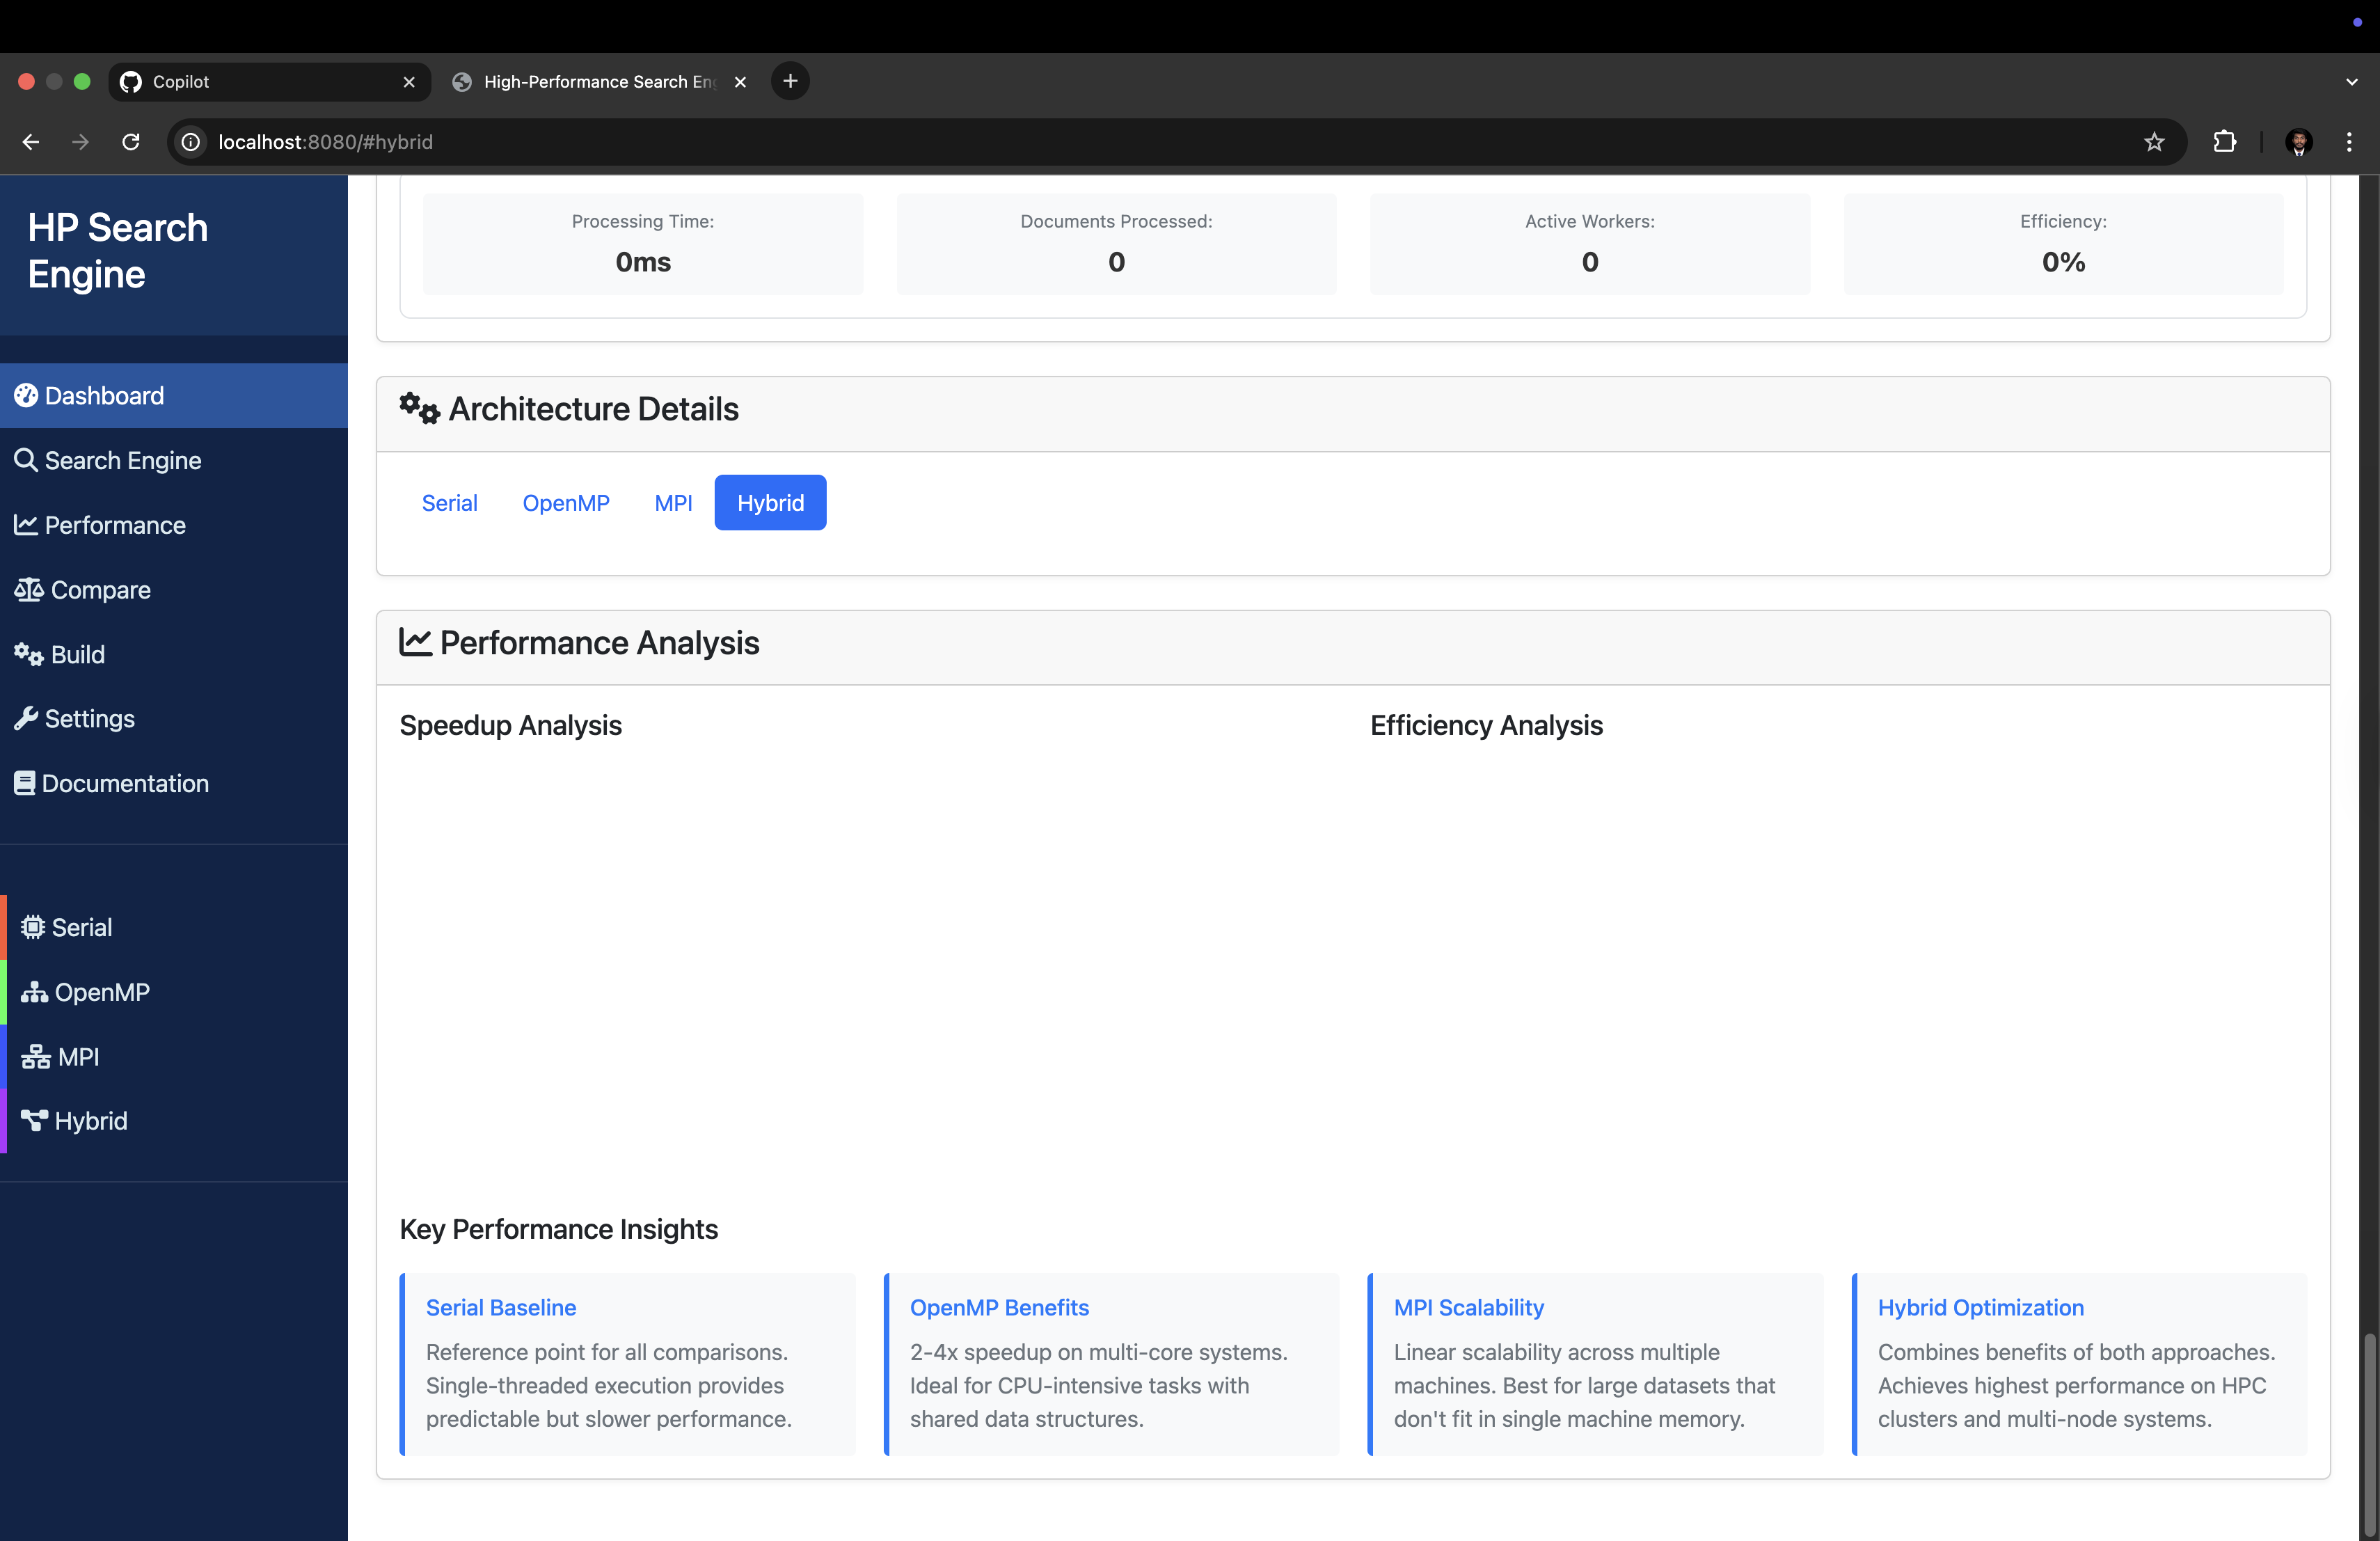 Copilot
High-Performance Search Eng
localhost:8080/#hybrid
HP Search
Engine
Dashboard
Search Engine
Performance
Compare
Build
Settings
Documentation
Serial
OpenMP
MPI
Hybrid
Processing Time:
0ms
Documents Processed:
0
Active Workers:
0
Efficiency:
0%
Architecture Details
Serial OpenMP MPI Hybrid
Performance Analysis
Speedup Analysis
Efficiency Analysis
Key Performance Insights
Serial Baseline
Reference point for all comparisons.
Single-threaded execution provides
predictable but slower performance.
OpenMP Benefits
2-4x speedup on multi-core systems.
Ideal for CPU-intensive tasks with
shared data structures.
MPI Scalability
Linear scalability across multiple
machines. Best for large datasets that
don't fit in single machine memory.
Hybrid Optimization
Combines benefits of both approaches.
Achieves highest performance on HPC
clusters and multi-node systems.